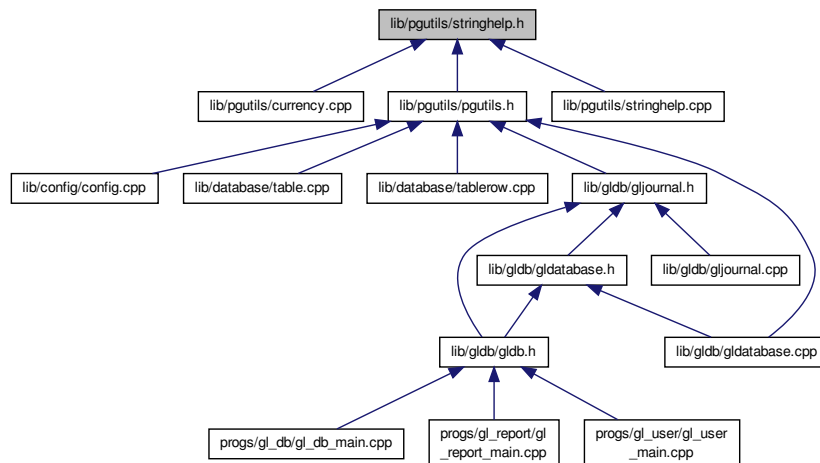 lib/pgutils/stringhelp.h
lib/pgutils/currency.cpp
lib/pgutils/pgutils.h
lib/pgutils/stringhelp.cpp
lib/config/config.cpp
lib/database/table.cpp
lib/database/tablerow.cpp
lib/gldb/gljournal.h
lib/gldb/gldatabase.h
lib/gldb/gljournal.cpp
lib/gldb/gldb.h
lib/gldb/gldatabase.cpp
progs/gl_db/gl_db_main.cpp
progs/gl_report/gl
_report_main.cpp
progs/gl_user/gl_user
_main.cpp